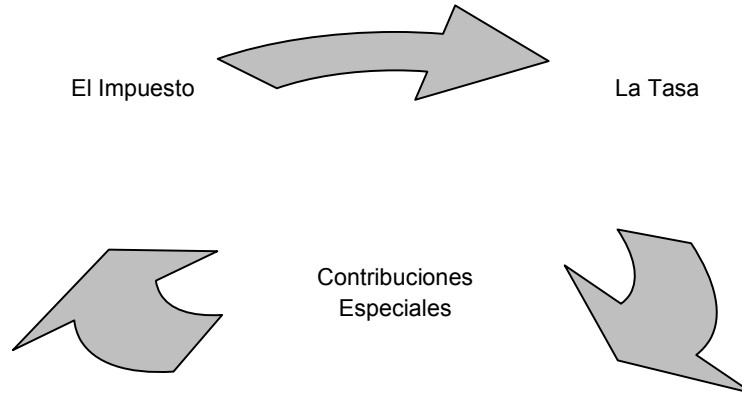 El Impuesto
La Tasa
Contribuciones
Especiales